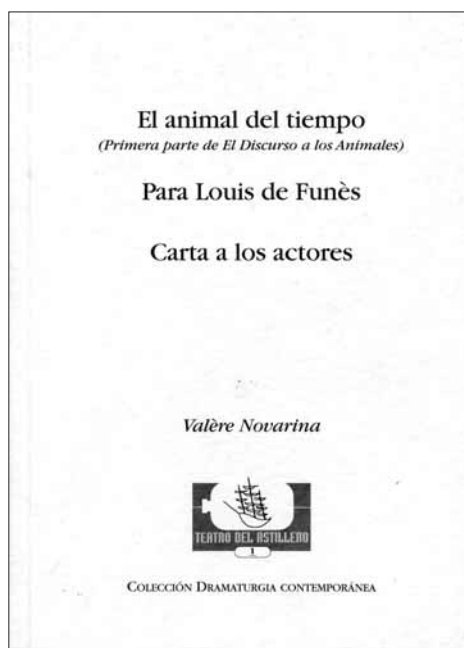 El animal del tiempo
(Primera parte de El Discurso a los Animales)
Para Louis de Funès
Carta a los actores
Valère Novarina
TEATRO DEL ASTILLERO
1
COLECCIÓN DRAMATURGIA CONTEMPORÁNEA